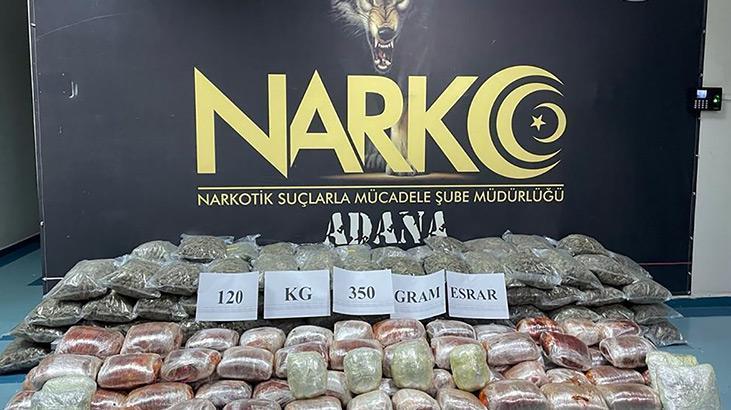 NARKO
NARKOTİK SUÇLARLA MÜCADELE ŞUBE MÜDÜRLÜĞÜ
ADANA
120 KG 350 GRAM ESRAR